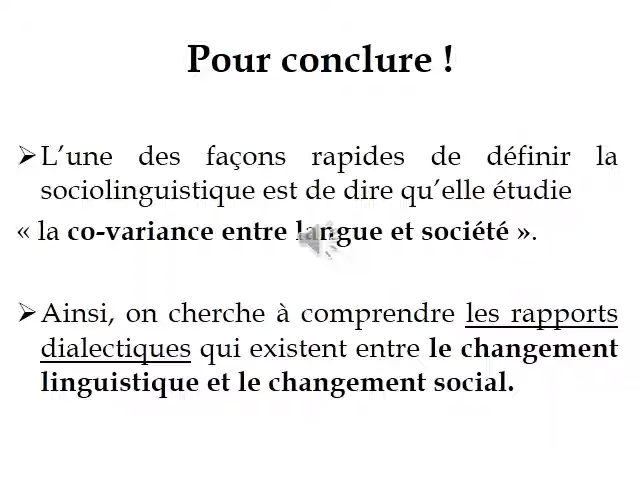 Pour conclure !
➢L’une des façons rapides de définir la
sociolinguistique est de dire qu’elle étudie
« la co-variance entre langue et société ».
➢Ainsi, on cherche à comprendre les rapports
dialectiques qui existent entre le changement
linguistique et le changement social.